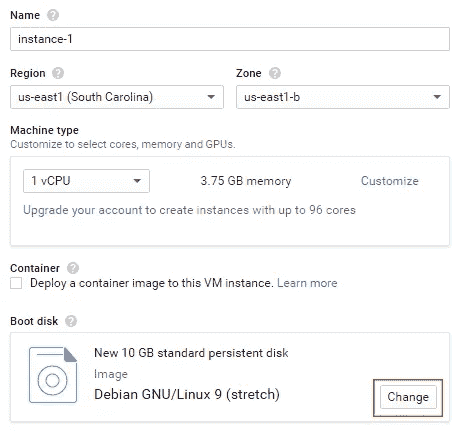 Name
instance-1
Region Zone
us-east1 (South Carolina) us-east1-b
Machine type
Customize to select cores, memory and GPUs.
1 vCPU 3.75 GB memory Customize
Upgrade your account to create instances with up to 96 cores
Container
Deploy a container image to this VM instance. Learn more
Boot disk
New 10 GB standard persistent disk
Image
Debian GNU/Linux 9 (stretch)
Change